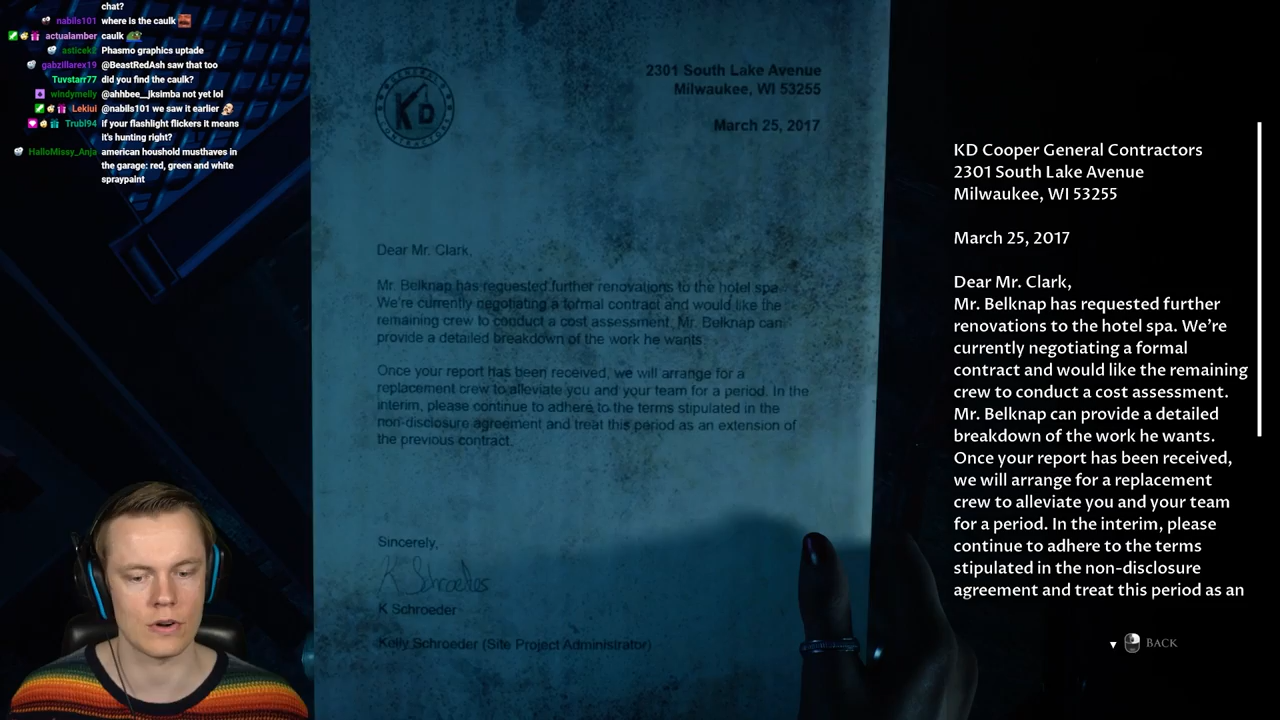 chat?
nabils101 where is the caulk
actualamber caulk
asticek2 Phasmo graphics uptade
gabzillarex19 @BeastRedAsh saw that too
Tuvstarr77 did you find the caulk?
windymelly @ahhbee__jksimba not yet lol
Lekiul @nabils101 we saw it earlier
Trubl94 if your flashlight flickers it means
it's hunting right?
HalloMissy_Anja american houshold musthaves in
the garage: red, green and white
spraypaint
GENERAL
KD
CONTRACTORS
2301 South Lake Avenue
Milwaukee, WI 53255
March 25, 2017
Dear Mr. Clark,
Mr. Belknap has requested further renovations to the hotel spa.
We're currently negotiating a formal contract and would like the
remaining crew to conduct a cost assessment. Mr. Belknap can
provide a detailed breakdown of the work he wants.
Once your report has been received, we will arrange for a
replacement crew to alleviate you and your team for a period. In the
interim, please continue to adhere to the terms stipulated in the
non-disclosure agreement and treat this period as an extension of
the previous contract.
Sincerely,
K Schroeder
K Schroeder
Kelly Schroeder (Site Project Administrator)
KD Cooper General Contractors
2301 South Lake Avenue
Milwaukee, WI 53255
March 25, 2017
Dear Mr. Clark,
Mr. Belknap has requested further
renovations to the hotel spa. We're
currently negotiating a formal
contract and would like the remaining
crew to conduct a cost assessment.
Mr. Belknap can provide a detailed
breakdown of the work he wants.
Once your report has been received,
we will arrange for a replacement
crew to alleviate you and your team
for a period. In the interim, please
continue to adhere to the terms
stipulated in the non-disclosure
agreement and treat this period as an
BACK